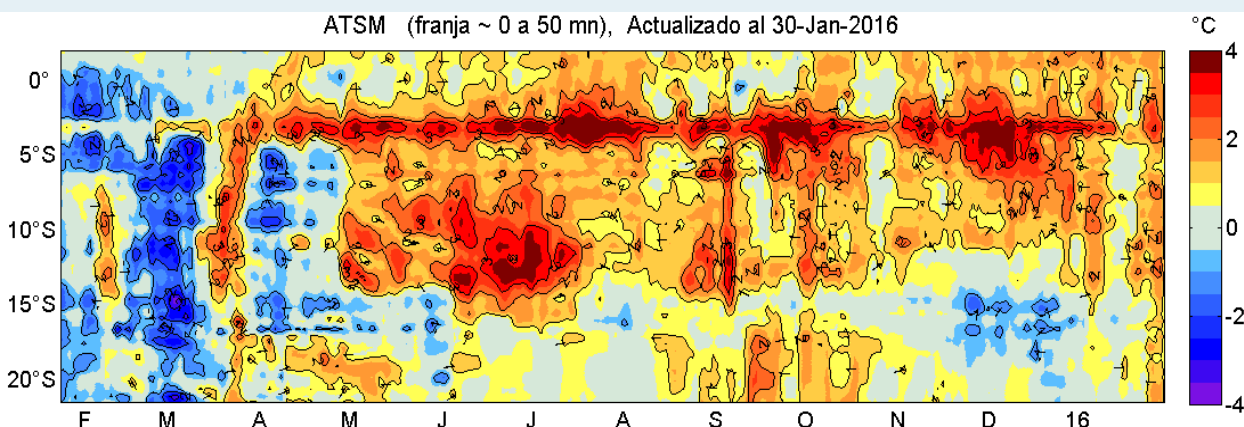 ATSM (franja ~ 0 a 50 mn), Actualizado al 30-Jan-2016
°C
0°
5°S
10°S
15°S
20°S
4
2
0
-2
-4
F M A M J J A S O N D 16